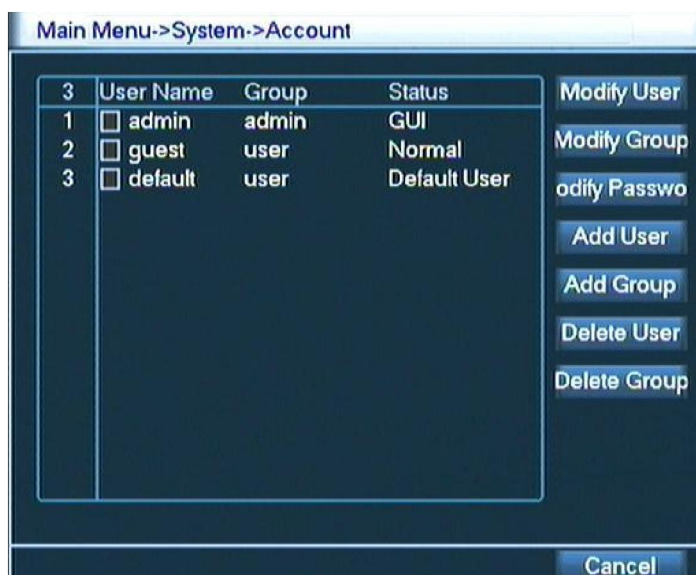 Main Menu->System->Account
3 User Name Group Status
1 admin admin GUI
2 guest user Normal
3 default user Default User
Modify User
Modify Group
odify Passwo
Add User
Add Group
Delete User
Delete Group
Cancel